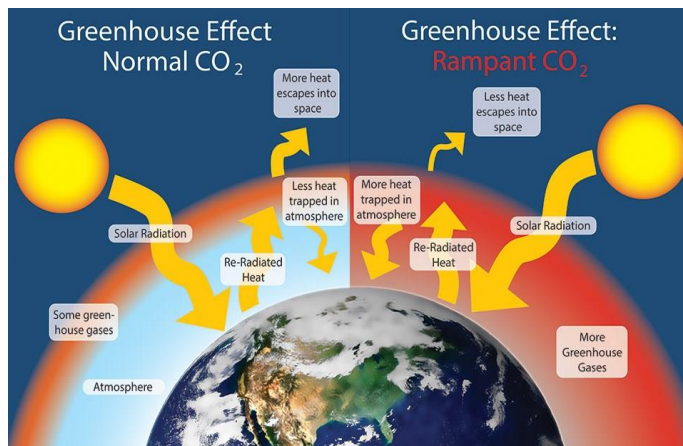 Greenhouse Effect
Normal CO₂
More heat
escapes into
space
Less heat
trapped in
atmosphere
Solar Radiation
Re-Radiated
Heat
Some green-
house gases
Atmosphere
Greenhouse Effect:
Rampant CO₂
Less heat
escapes into
space
More heat
trapped in
atmosphere
Solar Radiation
Re-Radiated
Heat
More
Greenhouse
Gases